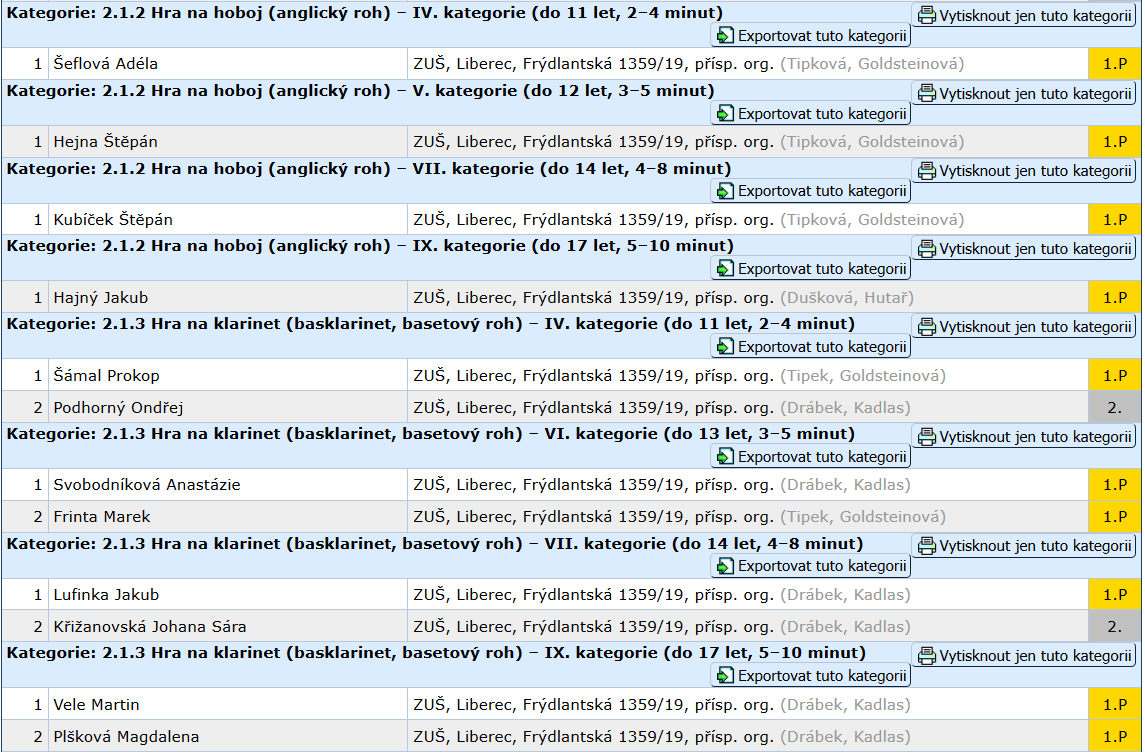 Kategorie: 2.1.2 Hra na hoboj (anglický roh) – IV. kategorie (do 11 let, 2–4 minut) Vytisknout jen tuto kategorii
Exportovat tuto kategorii
1 Šeflová Adéla ZUŠ, Liberec, Frýdlantská 1359/19, přísp. org. (Tipková, Goldsteinová) 1.P
Kategorie: 2.1.2 Hra na hoboj (anglický roh) – V. kategorie (do 12 let, 3–5 minut) Vytisknout jen tuto kategorii
Exportovat tuto kategorii
1 Hejna Štěpán ZUŠ, Liberec, Frýdlantská 1359/19, přísp. org. (Tipková, Goldsteinová) 1.P
Kategorie: 2.1.2 Hra na hoboj (anglický roh) – VII. kategorie (do 14 let, 4–8 minut) Vytisknout jen tuto kategorii
Exportovat tuto kategorii
1 Kubíček Štěpán ZUŠ, Liberec, Frýdlantská 1359/19, přísp. org. (Tipková, Goldsteinová) 1.P
Kategorie: 2.1.2 Hra na hoboj (anglický roh) – IX. kategorie (do 17 let, 5–10 minut) Vytisknout jen tuto kategorii
Exportovat tuto kategorii
1 Hajný Jakub ZUŠ, Liberec, Frýdlantská 1359/19, přísp. org. (Dušková, Hutař) 1.P
Kategorie: 2.1.3 Hra na klarinet (basklarinet, basetový roh) – IV. kategorie (do 11 let, 2–4 minut) Vytisknout jen tuto kategorii
Exportovat tuto kategorii
1 Šámal Prokop ZUŠ, Liberec, Frýdlantská 1359/19, přísp. org. (Tipek, Goldsteinová) 1.P
2 Podhorný Ondřej ZUŠ, Liberec, Frýdlantská 1359/19, přísp. org. (Drábek, Kadlas) 2.
Kategorie: 2.1.3 Hra na klarinet (basklarinet, basetový roh) – VI. kategorie (do 13 let, 3–5 minut) Vytisknout jen tuto kategorii
Exportovat tuto kategorii
1 Svobodníková Anastázie ZUŠ, Liberec, Frýdlantská 1359/19, přísp. org. (Drábek, Kadlas) 1.P
2 Frinta Marek ZUŠ, Liberec, Frýdlantská 1359/19, přísp. org. (Tipek, Goldsteinová) 1.P
Kategorie: 2.1.3 Hra na klarinet (basklarinet, basetový roh) – VII. kategorie (do 14 let, 4–8 minut) Vytisknout jen tuto kategorii
Exportovat tuto kategorii
1 Lufinka Jakub ZUŠ, Liberec, Frýdlantská 1359/19, přísp. org. (Drábek, Kadlas) 1.P
2 Křižanovská Johana Sára ZUŠ, Liberec, Frýdlantská 1359/19, přísp. org. (Drábek, Kadlas) 2.
Kategorie: 2.1.3 Hra na klarinet (basklarinet, basetový roh) – IX. kategorie (do 17 let, 5–10 minut) Vytisknout jen tuto kategorii
Exportovat tuto kategorii
1 Vele Martin ZUŠ, Liberec, Frýdlantská 1359/19, přísp. org. (Drábek, Kadlas) 1.P
2 Plšková Magdalena ZUŠ, Liberec, Frýdlantská 1359/19, přísp. org. (Drábek, Kadlas) 1.P